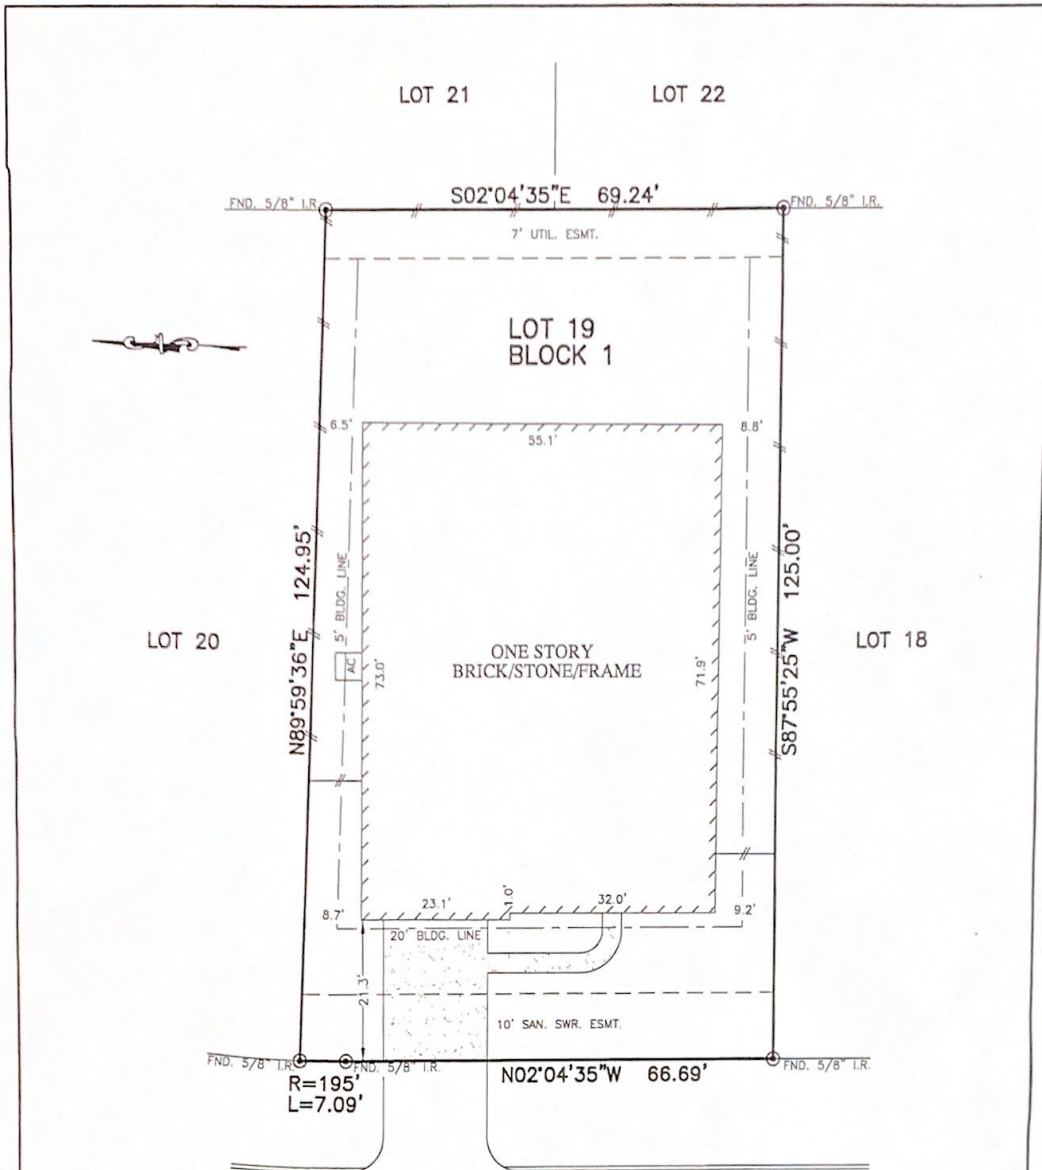 LOT 21
LOT 22
FND. 5/8" I.R.
S02°04'35"E 69.24'
FND. 5/8" I.R.
7' UTIL. ESMT.
LOT 19
BLOCK 1
6.5'
55.1'
8.8'
N89°59'36"E 124.95'
5' BLDG. LINE
AC
73.0'
LOT 20
ONE STORY
BRICK/STONE/FRAME
71.9'
5' BLDG. LINE
S87°55'25"W 125.00'
LOT 18
8.7'
23.1'
1.0'
32.0'
9.2'
20' BLDG. LINE
21.3'
10' SAN. SWR. ESMT.
FND. 5/8" I.R.
FND. 5/8" I.R.
N02°04'35"W 66.69'
FND. 5/8" I.R.
R=195'
L=7.09'